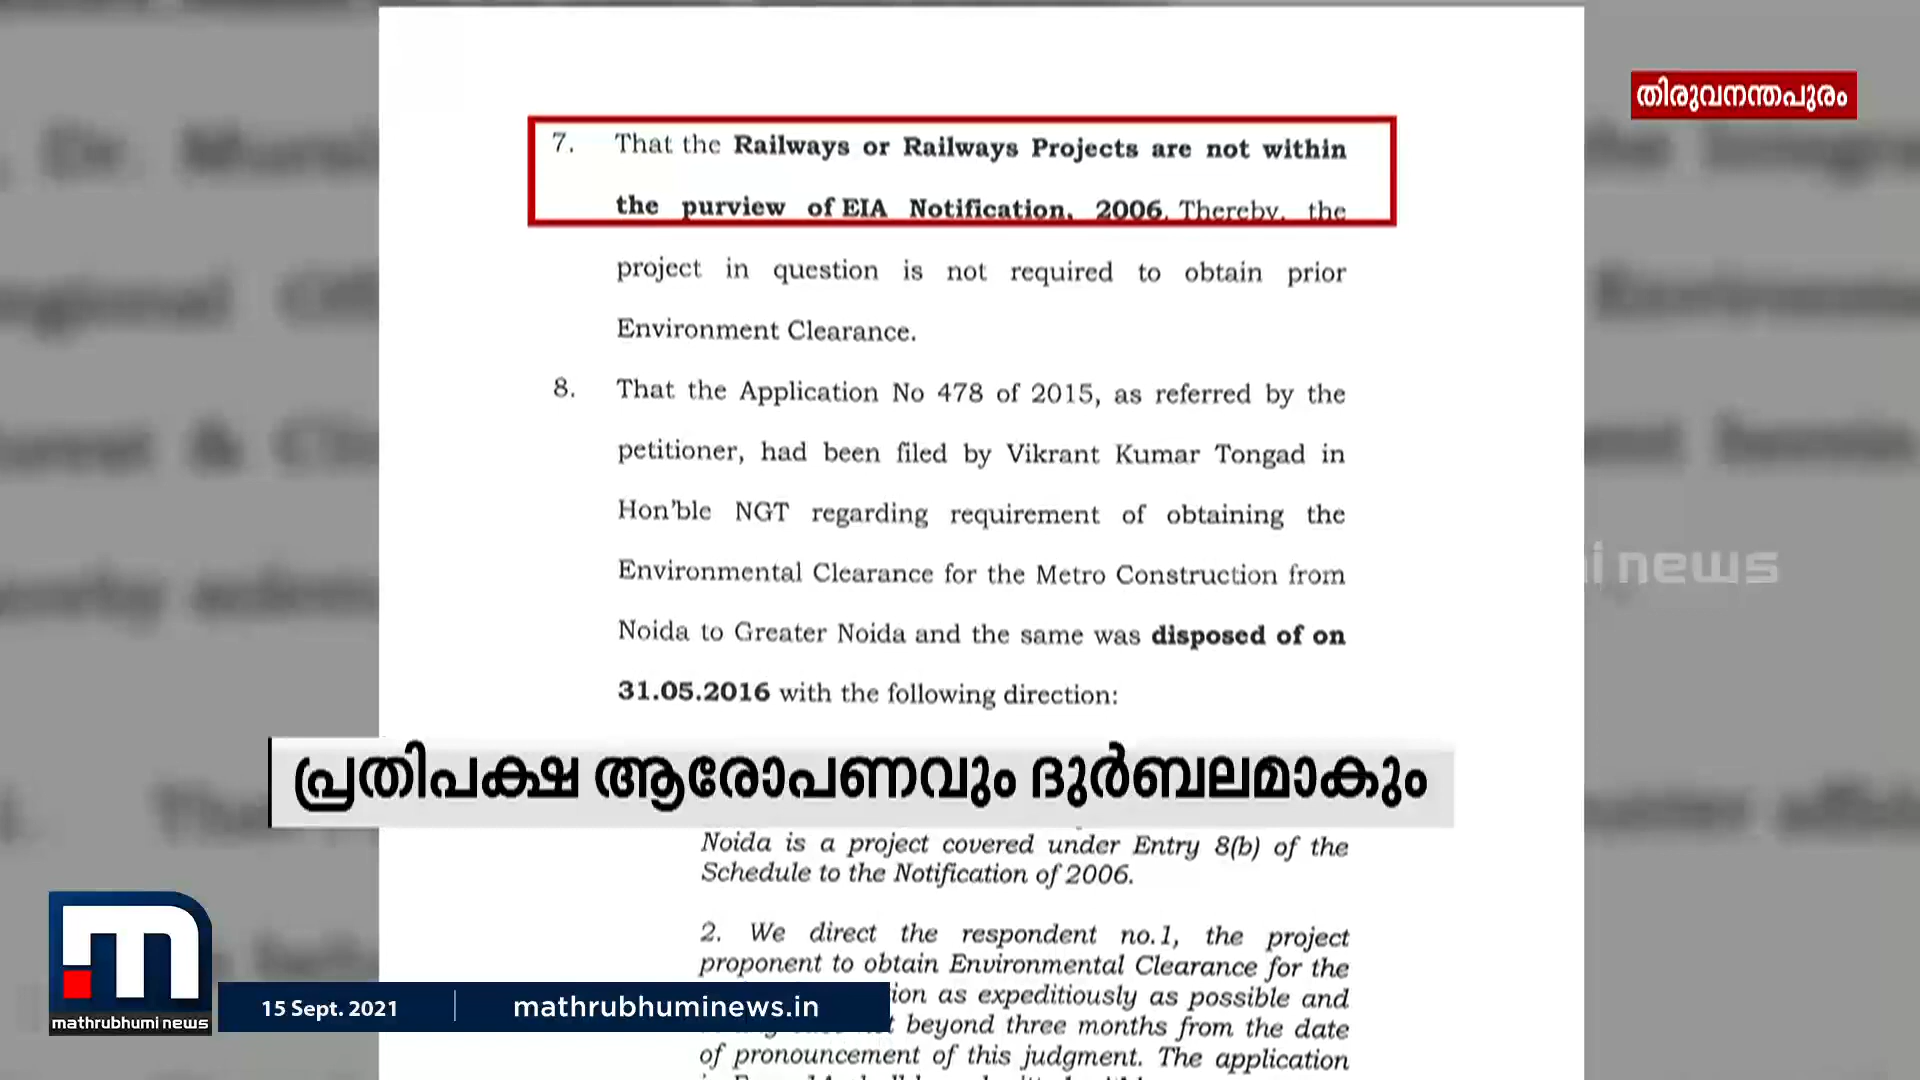 തിരുവനന്തപുരം
7. That the Railways or Railways Projects are not within
the purview of EIA Notification, 2006. Thereby, the
project in question is not required to obtain prior
Environment Clearance.
8. That the Application No 478 of 2015, as referred by the
petitioner, had been filed by Vikrant Kumar Tongad in
Hon'ble NGT regarding requirement of obtaining the
Environmental Clearance for the Metro Construction from
Noida to Greater Noida and the same was disposed of on
31.05.2016 with the following direction:
news
പ്രതിപക്ഷ ആരോപണവും ദുർബലമാകും
Noida is a project covered under Entry 8(b) of the
Schedule to the Notification of 2006.
2. We direct the respondent no.1, the project
proponent to obtain Environmental Clearance for the
as expeditiously as possible and
beyond three months from the date
of pronouncement of this judgment. The application
mathrubhumi news
15 Sept. 2021
mathrubhuminews.in